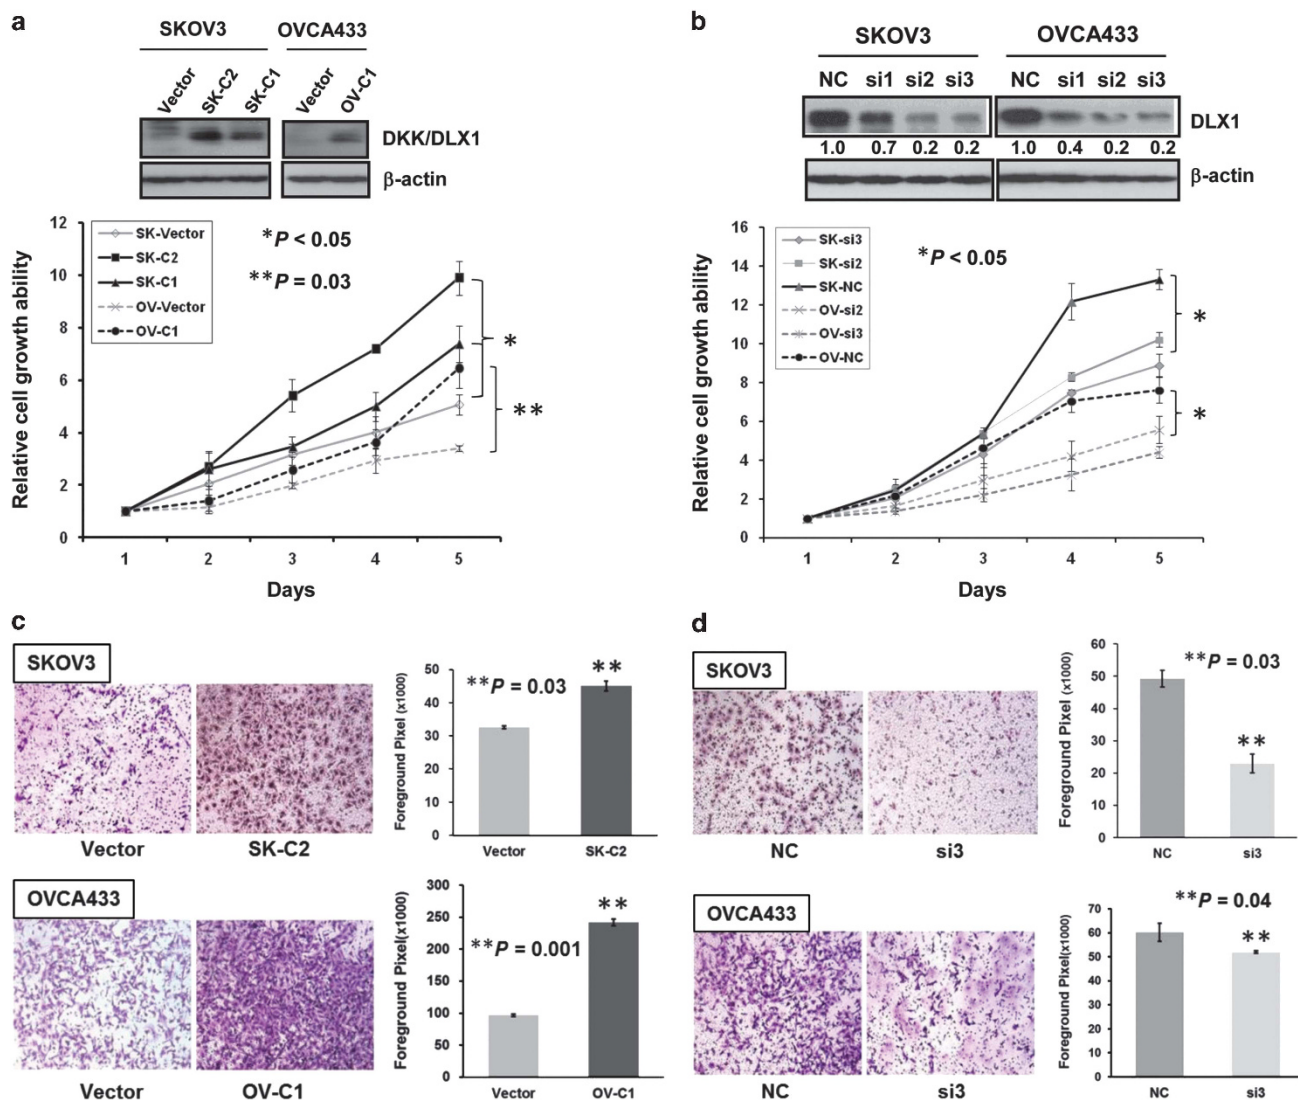 a
SKOV3 OVCA433
Vector SK-C2 SK-C1 Vector OV-C1
DKK/DLX1
β-actin
Relative cell growth ability
12
10
8
6
4
2
0
SK-Vector
SK-C2
SK-C1
OV-Vector
OV-C1
*P < 0.05
**P = 0.03
*
**
1 2 3 4 5
Days
b
SKOV3 OVCA433
NC si1 si2 si3 NC si1 si2 si3
DLX1
1.0 0.7 0.2 0.2 1.0 0.4 0.2 0.2
β-actin
Relative cell growth ability
16
14
12
10
8
6
4
2
0
SK-si3
SK-si2
SK-NC
OV-si2
OV-si3
OV-NC
*P < 0.05
*
*
1 2 3 4 5
Days
c
SKOV3
Vector SK-C2
Foreground Pixel (x1000)
50
40
30
20
10
0
**P = 0.03
**
Vector SK-C2
OVCA433
Vector OV-C1
Foreground Pixel(x1000)
300
250
200
150
100
50
0
**P = 0.001
**
Vector OV-C1
d
SKOV3
NC si3
Foreground Pixel (x1000)
60
50
40
30
20
10
0
**P = 0.03
**
NC si3
OVCA433
NC si3
Foreground Pixel(x1000)
70
60
50
40
30
20
10
0
**P = 0.04
**
NC si3